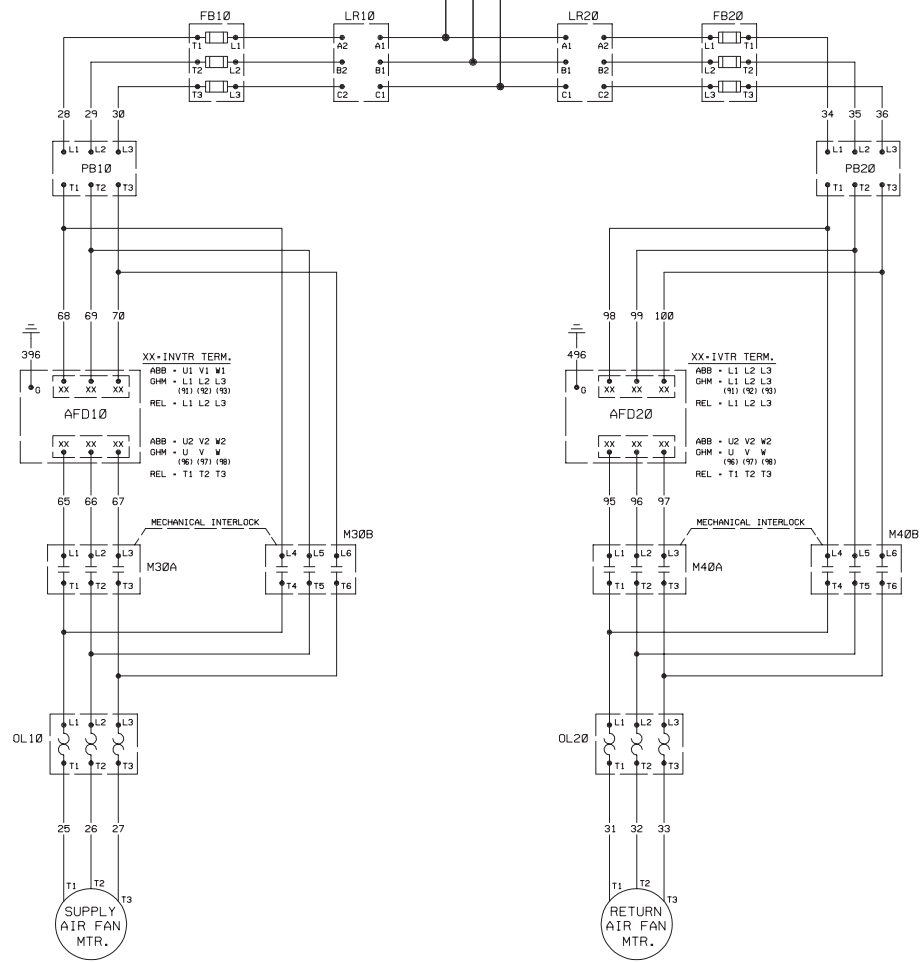 FB1Ø LR1Ø LR2Ø FB2Ø
T1 L1 A2 A1 A1 A2 L1 T1
T2 L2 B2 B1 B1 B2 L2 T2
T3 L3 C2 C1 C1 C2 L3 T3
28 29 3Ø 34 35 36
L1 L2 L3 L1 L2 L3
PB1Ø PB2Ø
T1 T2 T3 T1 T2 T3
68 69 7Ø 98 99 1ØØ
396 496
XX-INVTR TERM. XX-IVTR TERM.
ABB - U1 V1 W1 ABB - L1 L2 L3
G XX XX XX GHM - L1 L2 L3 G XX XX XX GHM - L1 L2 L3
(91) (92) (93) (91) (92) (93)
REL - L1 L2 L3 REL - L1 L2 L3
AFD1Ø AFD2Ø
XX XX XX ABB - U2 V2 W2 XX XX XX ABB - U2 V2 W2
GHM - U V W GHM - U V W
(96) (97) (98) (96) (97) (98)
REL - T1 T2 T3 REL - T1 T2 T3
65 66 67 95 96 97
MECHANICAL INTERLOCK MECHANICAL INTERLOCK
M3ØB M4ØB
L1 L2 L3 L4 L5 L6 L1 L2 L3 L4 L5 L6
M3ØA M4ØA
T1 T2 T3 T4 T5 T6 T1 T2 T3 T4 T5 T6
L1 L2 L3 L1 L2 L3
OL1Ø OL2Ø
T1 T2 T3 T1 T2 T3
25 26 27 31 32 33
T1 T2 T3 T1 T2 T3
SUPPLY RETURN
AIR FAN AIR FAN
MTR. MTR.